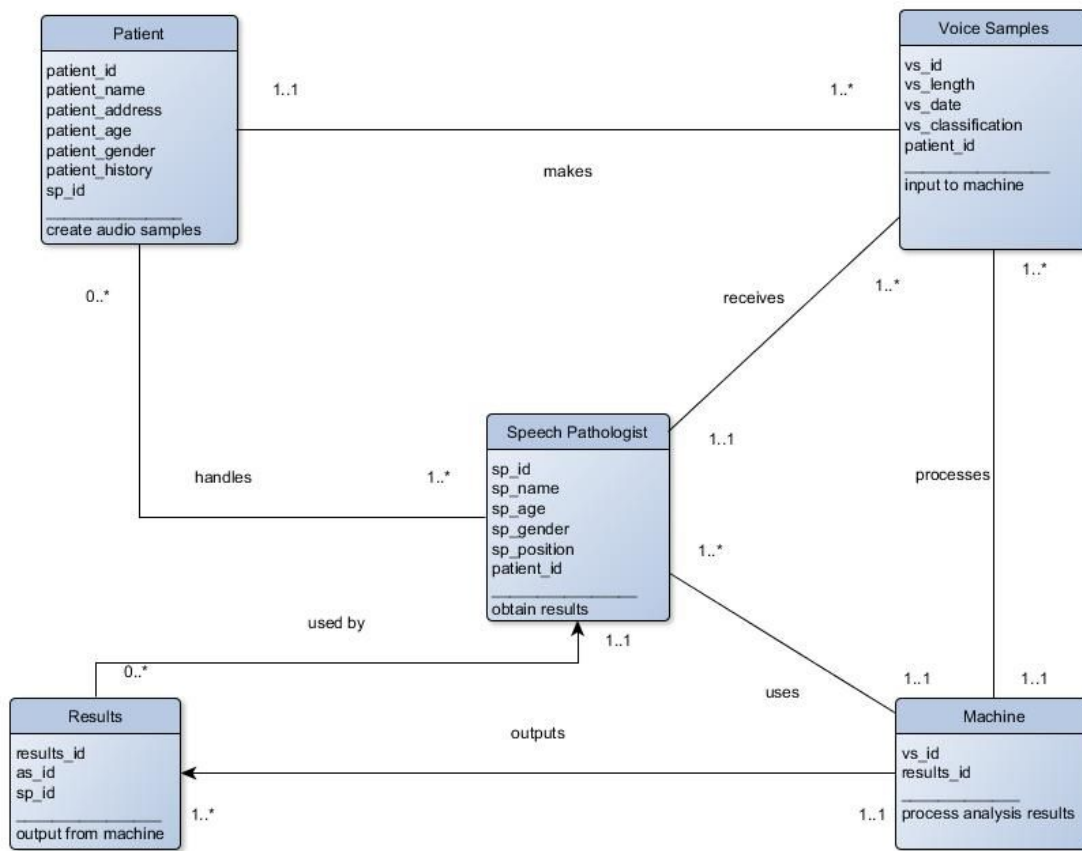 Patient
patient_id
patient_name
patient_address
patient_age
patient_gender
patient_history
sp_id
create audio samples
1..1
1..*
makes
Voice Samples
vs_id
vs_length
vs_date
vs_classification
patient_id
input to machine
0..*
receives
1..*
1..*
handles
1..*
Speech Pathologist
sp_id
sp_name
sp_age
sp_gender
sp_position
patient_id
obtain results
1..1
processes
1..*
used by
0..*
1..1
uses
1..1
1..1
Results
results_id
as_id
sp_id
output from machine
outputs
1..*
1..1
Machine
vs_id
results_id
process analysis results